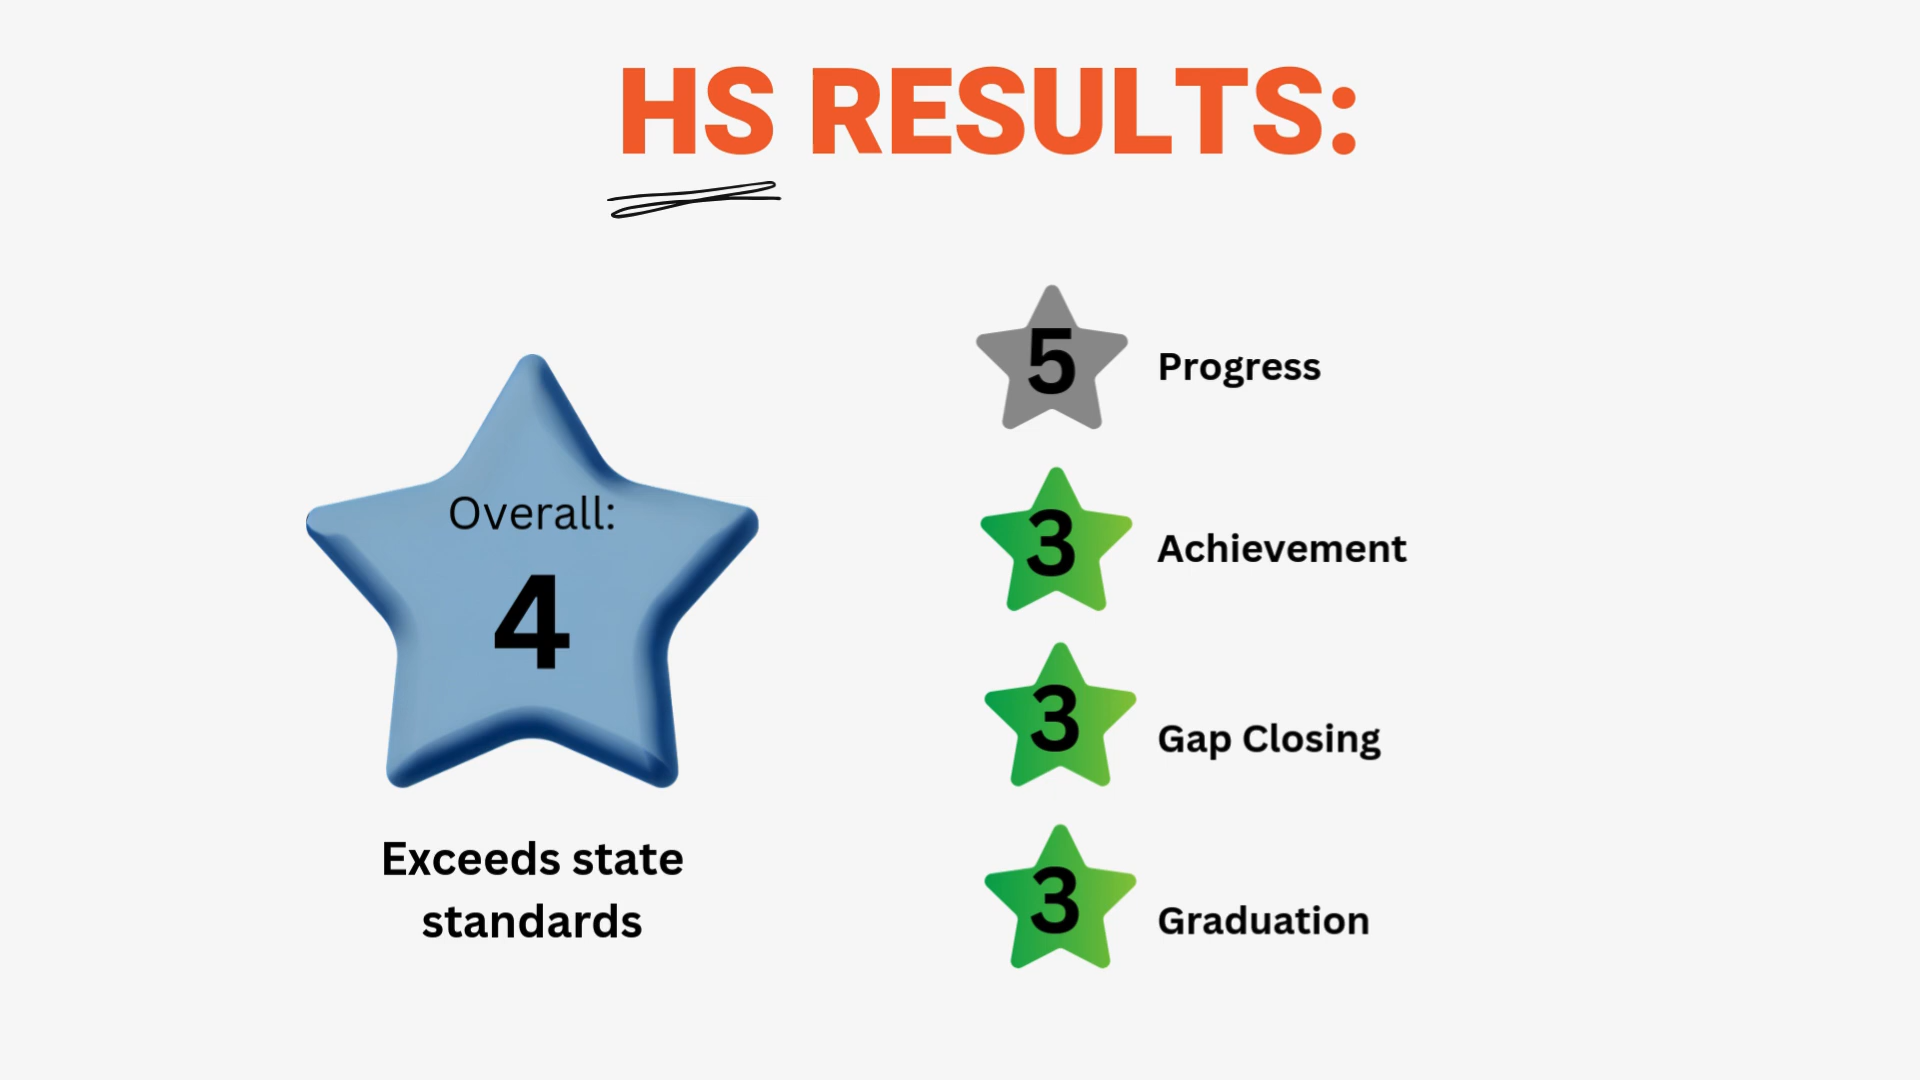 HS RESULTS:
Overall:
4
Exceeds state
standards
5
Progress
3
Achievement
3
Gap Closing
3
Graduation